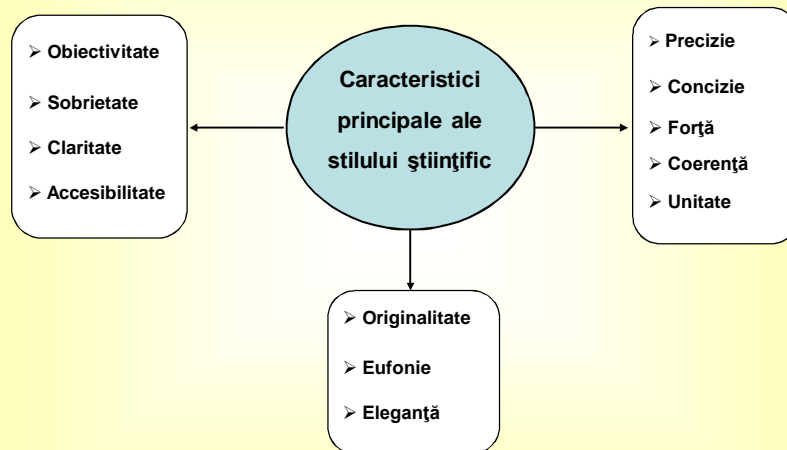 Caracteristici
principale ale
stilului ştiinţific
➢ Obiectivitate
➢ Sobrietate
➢ Claritate
➢ Accesibilitate
➢ Precizie
➢ Concizie
➢ Forţă
➢ Coerenţă
➢ Unitate
➢ Originalitate
➢ Eufonie
➢ Eleganţă